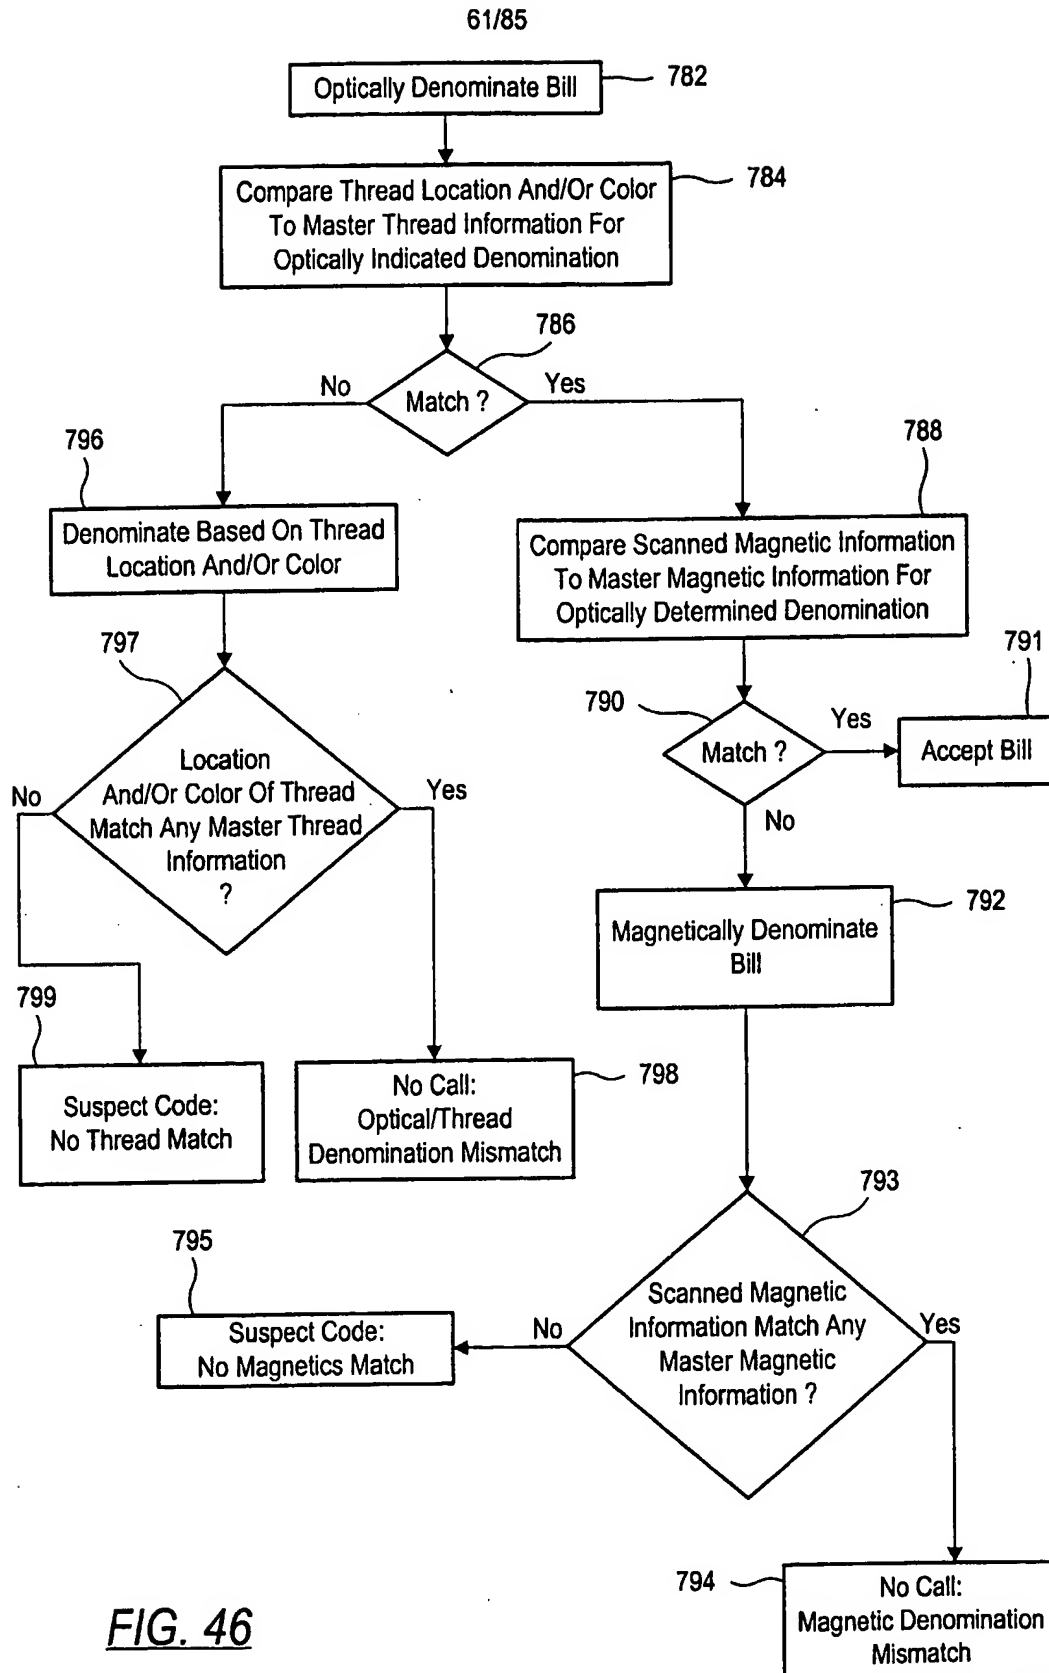 61/85
Optically Denominate Bill
782
Compare Thread Location And/Or Color
To Master Thread Information For
Optically Indicated Denomination
784
786
Match ?
No
Yes
796
Denominate Based On Thread
Location And/Or Color
788
Compare Scanned Magnetic Information
To Master Magnetic Information For
Optically Determined Denomination
797
Location
And/Or Color Of Thread
Match Any Master Thread
Information
?
No
Yes
790
Match ?
Yes
No
791
Accept Bill
792
Magnetically Denominate
Bill
799
Suspect Code:
No Thread Match
798
No Call:
Optical/Thread
Denomination Mismatch
793
Scanned Magnetic
Information Match Any
Master Magnetic
Information ?
No
Yes
795
Suspect Code:
No Magnetics Match
794
No Call:
Magnetic Denomination
Mismatch
FIG. 46